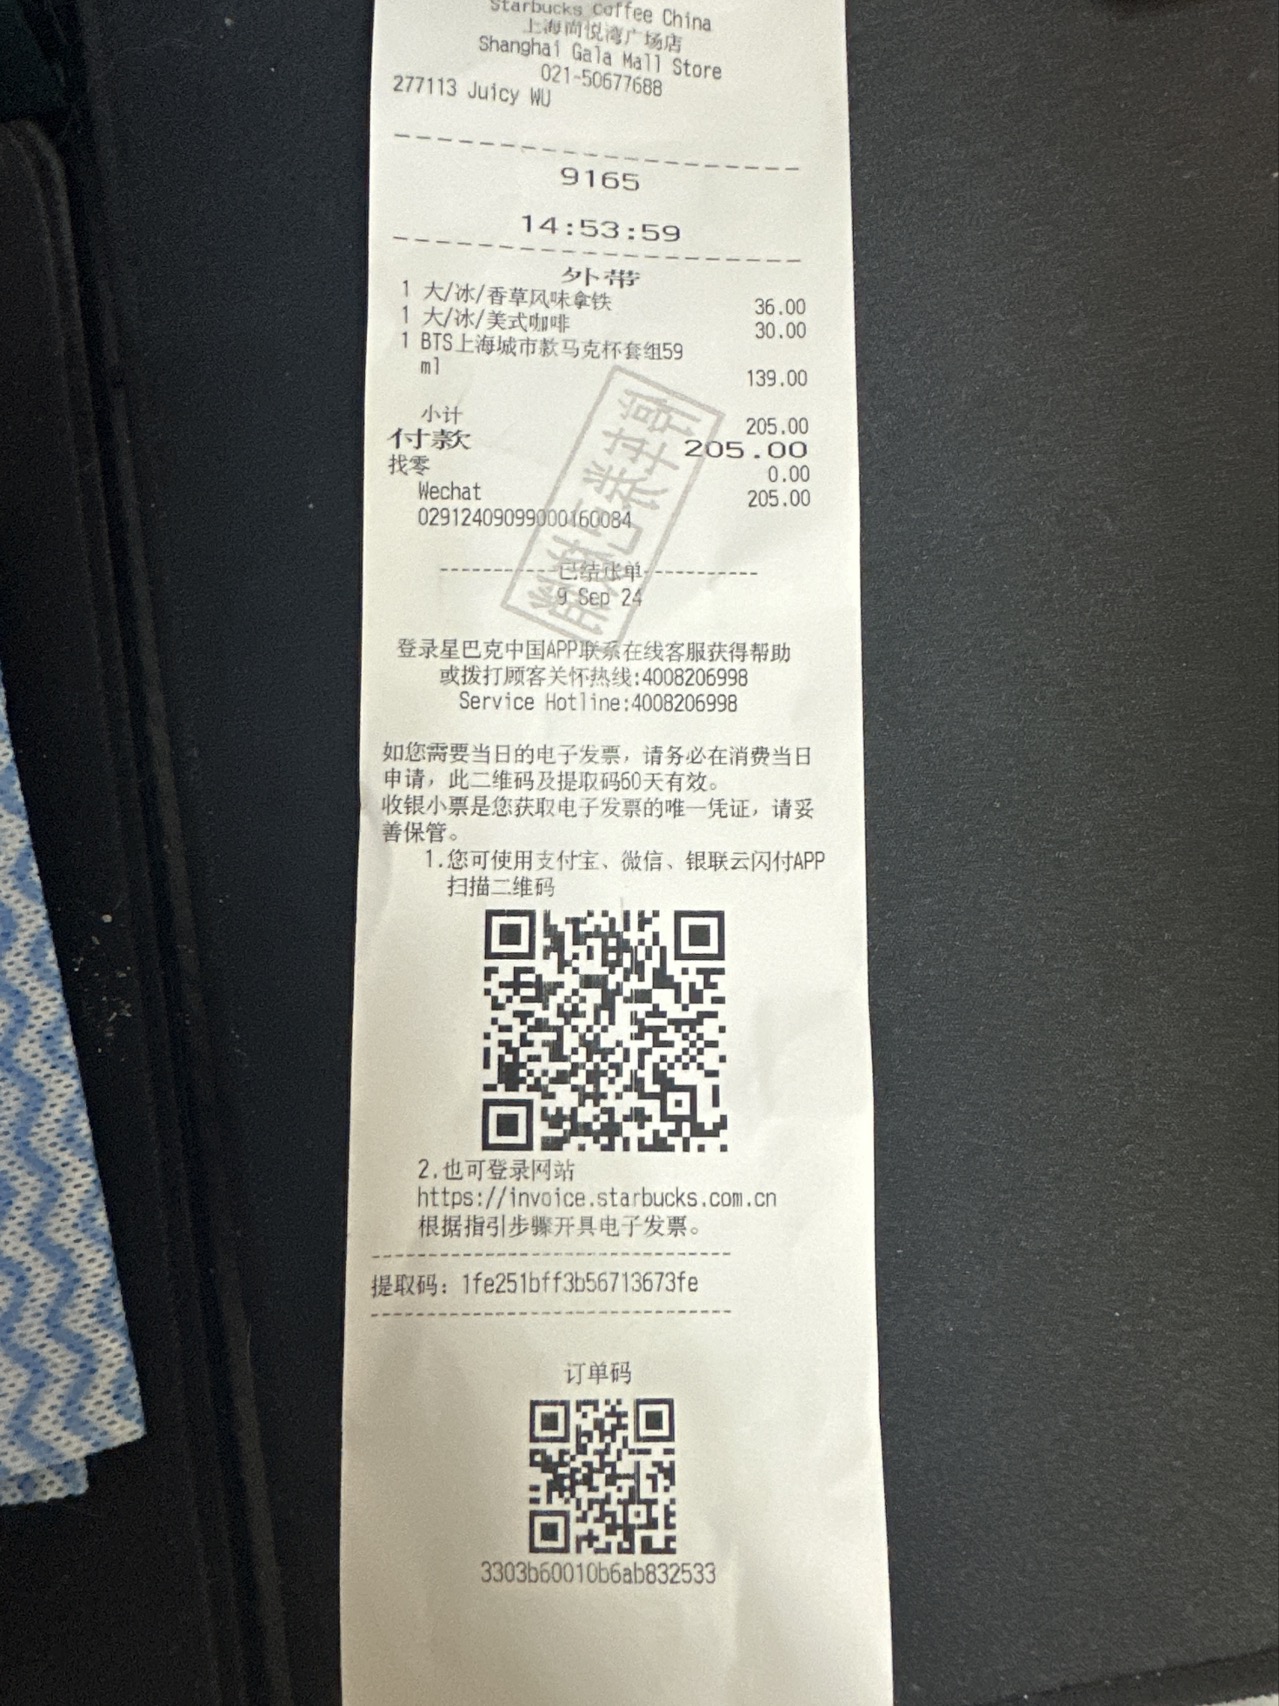 Starbucks Coffee China
上海尚悦湾广场店
Shanghai Gala Mall Store
021-50677688
277113 Juicy WU
9165
14:53:59
外带
1 大/冰/香草风味拿铁 36.00
1 大/冰/美式咖啡 30.00
1 BTS上海城市款马克杯套组59
ml 139.00
小计 205.00
付款 205.00
找零 0.00
Wechat 205.00
02912409099000160084
-----------已结账单-----------
9 Sep 24
登录星巴克中国APP联系在线客服获得帮助
或拨打顾客关怀热线:4008206998
Service Hotline:4008206998
如您需要当日的电子发票，请务必在消费当日
申请，此二维码及提取码60天有效。
收银小票是您获取电子发票的唯一凭证，请妥
善保管。
1.您可使用支付宝、微信、银联云闪付APP
扫描二维码
2.也可登录网站
https://invoice.starbucks.com.cn
根据指引步骤开具电子发票。
提取码：1fe251bff3b56713673fe
订单码
3303b60010b6ab832533